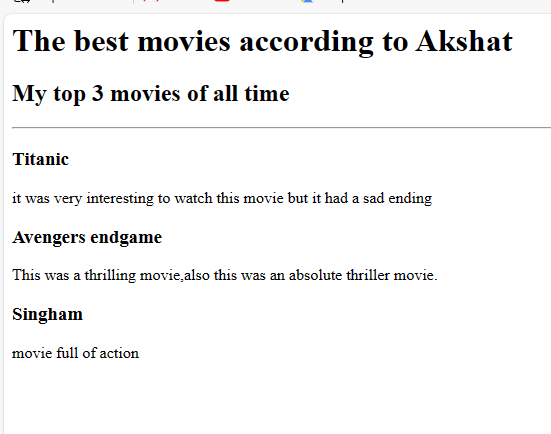 The best movies according to Akshat
My top 3 movies of all time
Titanic
it was very interesting to watch this movie but it had a sad ending
Avengers endgame
This was a thrilling movie,also this was an absolute thriller movie.
Singham
movie full of action